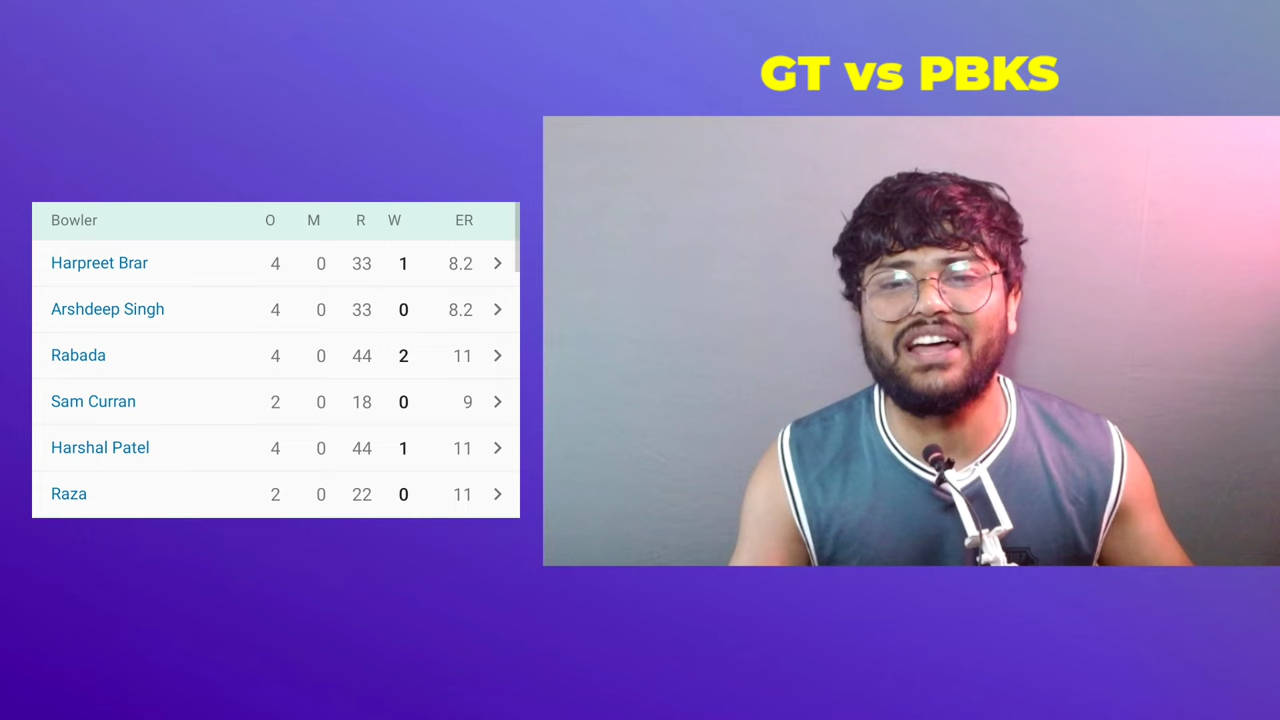 GT vs PBKS
Bowler O M R W ER
Harpreet Brar 4 0 33 1 8.2
Arshdeep Singh 4 0 33 0 8.2
Rabada 4 0 44 2 11
Sam Curran 2 0 18 0 9
Harshal Patel 4 0 44 1 11
Raza 2 0 22 0 11